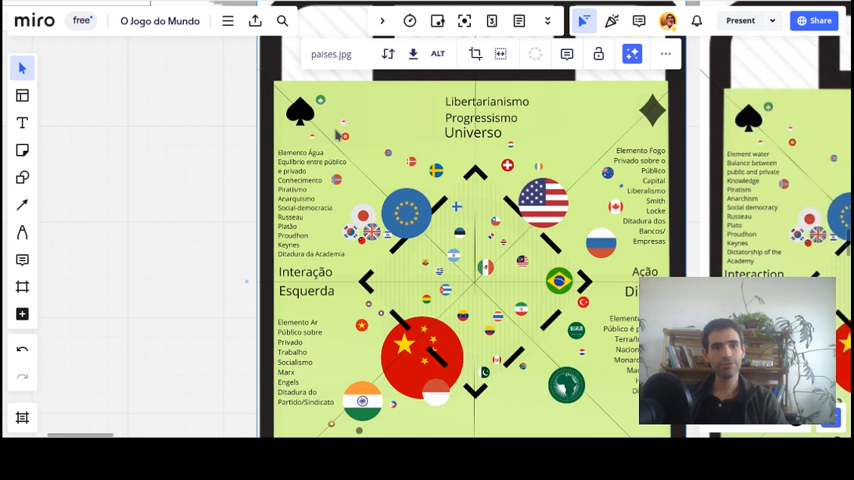 miro
free
O Jogo do Mundo
3
Present
Share
paises.jpg
ALT
Libertarianismo
Progressismo
Universo
Elemento Água
Equlibrio entre público
e privado
Conhecimento
Piratismo
Anarquismo
Social-democracia
Russeau
Platão
Proudhon
Keynes
Ditadura da Academia
Interação
Esquerda
Elemento Ar
Público sobre
Privado
Trabalho
Socialismo
Marx
Engels
Ditadura do
Partido/Sindicato
Elemento Fogo
Privado sobre o
Público
Capital
Liberalismo
Smith
Locke
Ditadura dos
Bancos/
Empresas
Ação
Element water
Balance between
public and private
Knowledge
Piratism
Anarchism
Social democracy
Russeau
Plato
Proudhon
Keynes
Dictatorship of the
Academy
Interaction